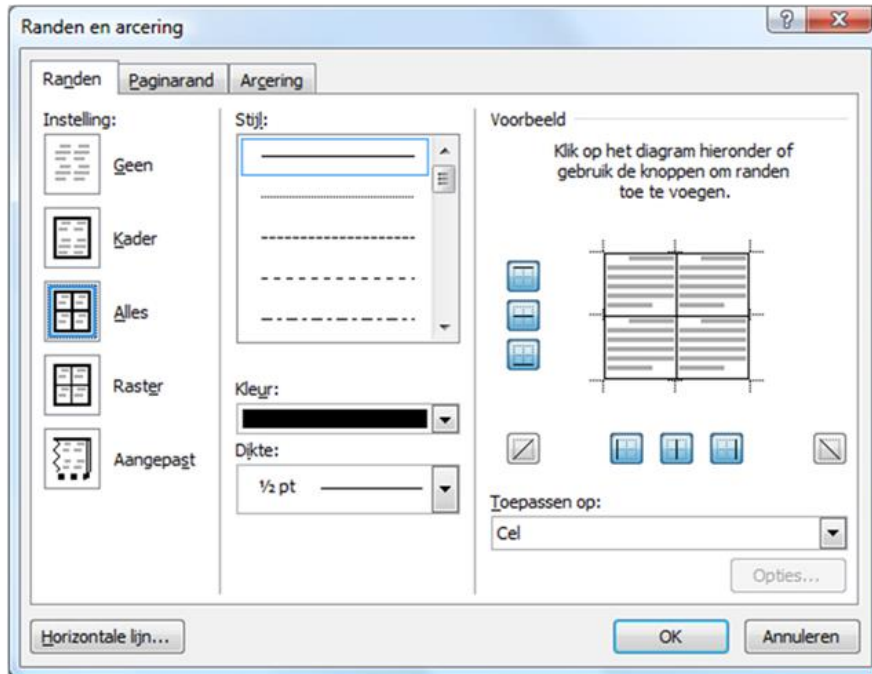 Randen en arcering
Randen
Paginarand
Arcering
Instelling:
Geen
Kader
Alles
Raster
Aangepast
Stijl:
Kleur:
Dikte:
½ pt
Voorbeeld
Klik op het diagram hieronder of
gebruik de knoppen om randen
toe te voegen.
Toepassen op:
Cel
Opties...
Horizontale lijn...
OK
Annuleren